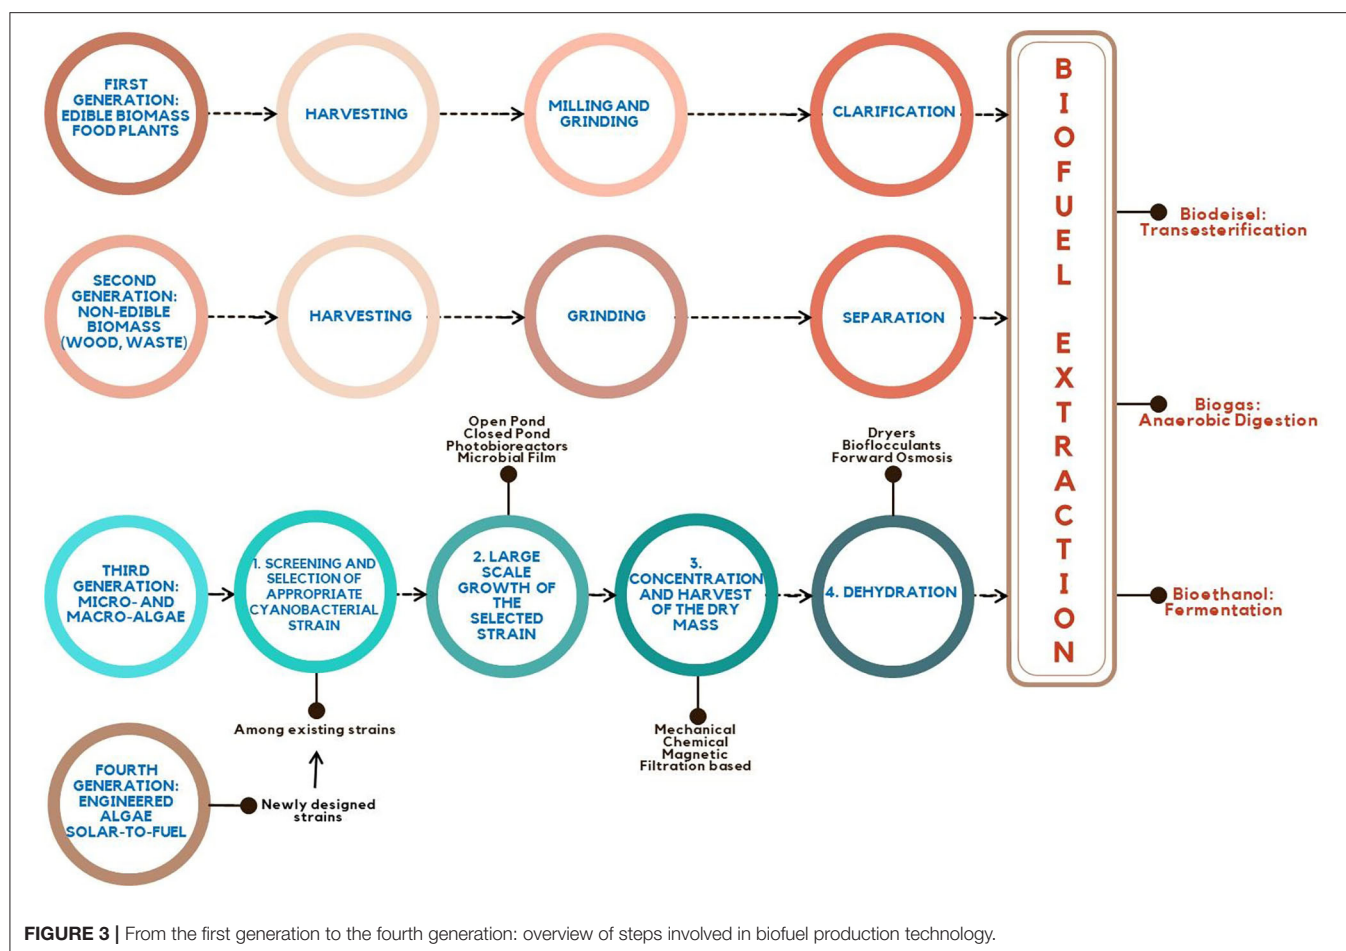 FIRST
GENERATION:
EDIBLE BIOMASS
FOOD PLANTS
HARVESTING
MILLING AND
GRINDING
CLARIFICATION
SECOND
GENERATION:
NON-EDIBLE
BIOMASS
(WOOD, WASTE)
HARVESTING
GRINDING
SEPARATION
Open Pond
Closed Pond
Photobioreactors
Microbial Film
Dryers
Bioflocculants
Forward Osmosis
THIRD
GENERATION:
MICRO- AND
MACRO-ALGAE
1. SCREENING AND
SELECTION OF
APPROPRIATE
CYANOBACTERIAL
STRAIN
2. LARGE
SCALE
GROWTH OF
THE
SELECTED
STRAIN
3.
CONCENTRATION
AND HARVEST
OF THE DRY
MASS
4. DEHYDRATION
Among existing strains
Mechanical
Chemical
Magnetic
Filtration based
FOURTH
GENERATION:
ENGINEERED
ALGAE
SOLAR-TO-FUEL
Newly designed
strains
BIOFUEL EXTRACTION
Biodeisel:
Transesterification
Biogas:
Anaerobic Digestion
Bioethanol:
Fermentation
FIGURE 3 | From the first generation to the fourth generation: overview of steps involved in biofuel production technology.